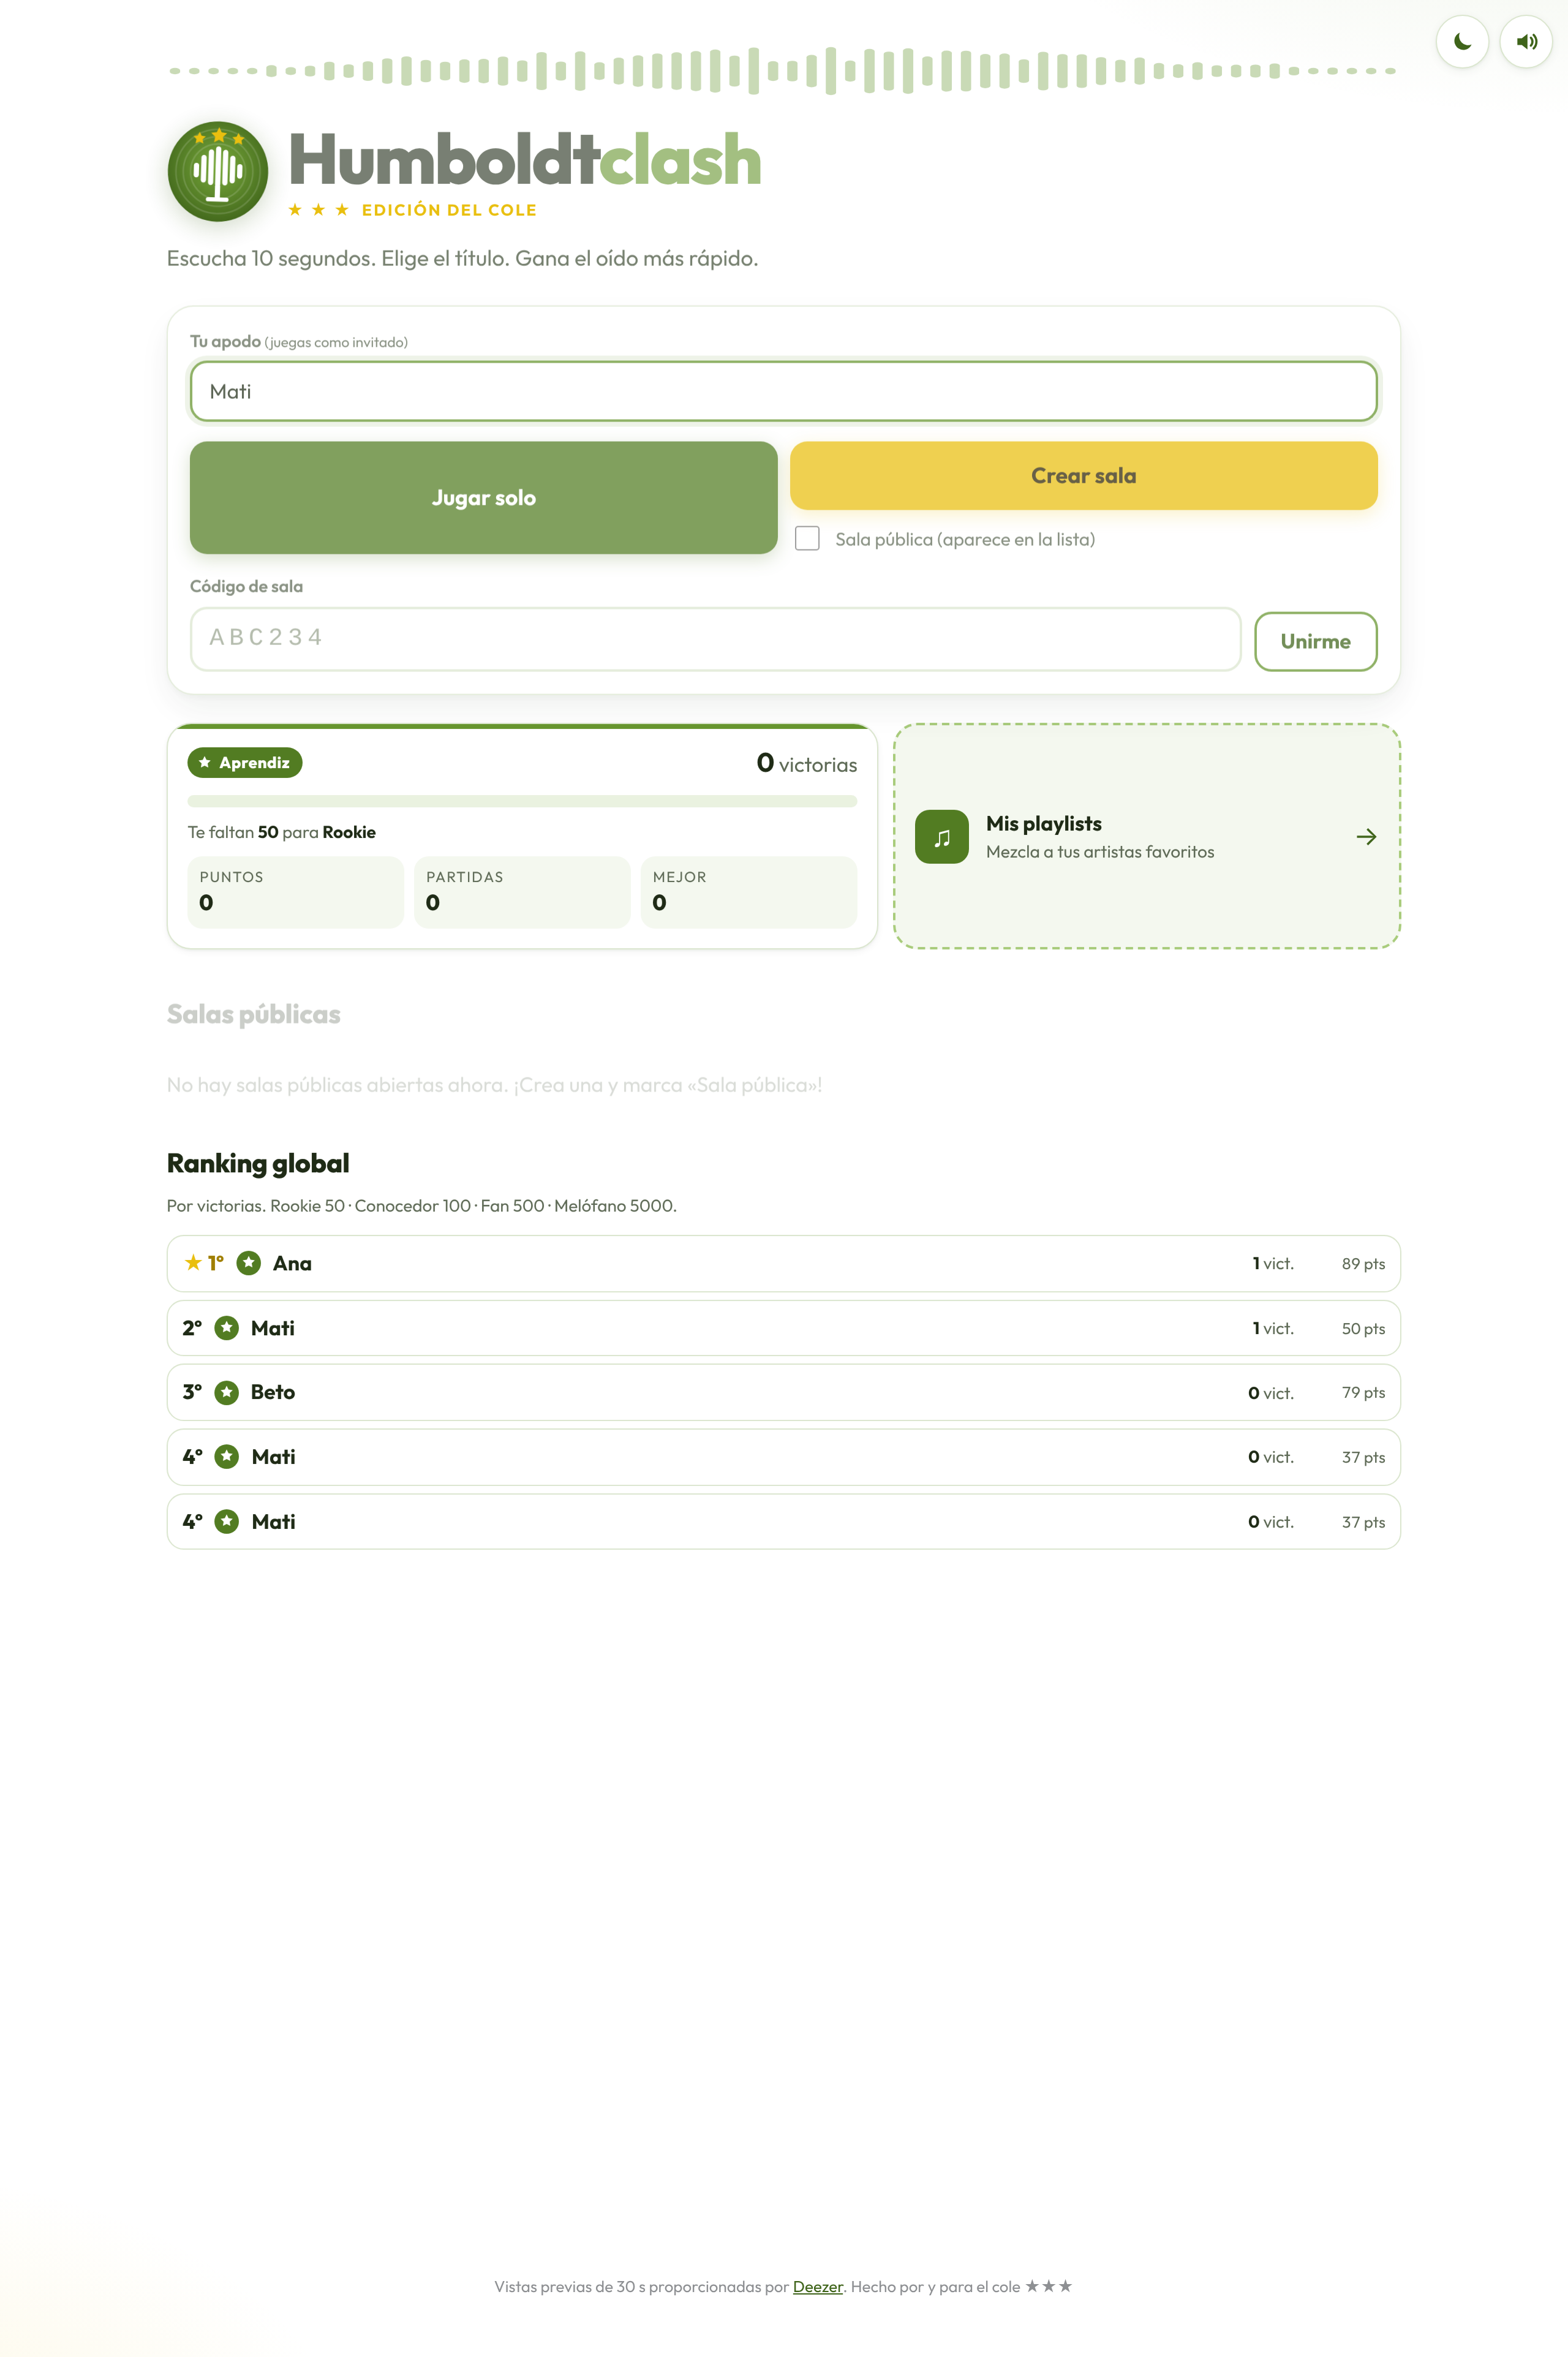 Humboldtclash
★ ★ ★ EDICIÓN DEL COLE
Escucha 10 segundos. Elige el título. Gana el oído más rápido.
Tu apodo (juegas como invitado)
Mati
Jugar solo
Crear sala
Sala pública (aparece en la lista)
Código de sala
ABC234
Unirme
★ Aprendiz
0 victorias
Te faltan 50 para Rookie
PUNTOS
0
PARTIDAS
0
MEJOR
0
Mis playlists
Mezcla a tus artistas favoritos
Salas públicas
No hay salas públicas abiertas ahora. ¡Crea una y marca «Sala pública»!
Ranking global
Por victorias. Rookie 50 · Conocedor 100 · Fan 500 · Melófano 5000.
★ 1º ★ Ana 1 vict. 89 pts
2º ★ Mati 1 vict. 50 pts
3º ★ Beto 0 vict. 79 pts
4º ★ Mati 0 vict. 37 pts
4º ★ Mati 0 vict. 37 pts
Vistas previas de 30 s proporcionadas por Deezer. Hecho por y para el cole ★★★